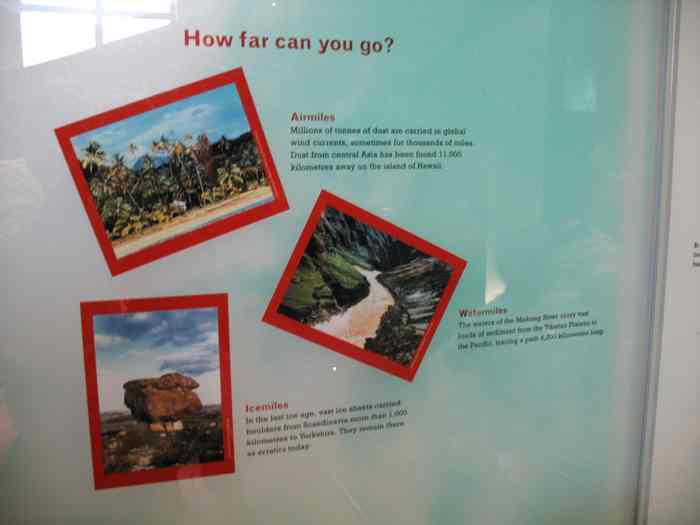 How far can you go?
Airmiles
Millions of tonnes of dust are carried in global
wind currents, sometimes for thousands of miles.
Dust from central Asia has been found 11,000
kilometres away on the island of Hawaii.
Watermiles
The waters of the Mekong River carry vast
loads of sediment from the Tibetan Plateau to
the Pacific, tracing a path 4,200 kilometres long
Icemiles
In the last ice age, vast ice sheets carried
boulders from Scandinavia more than 1,000
kilometres to Yorkshire. They remain there
as erratics today